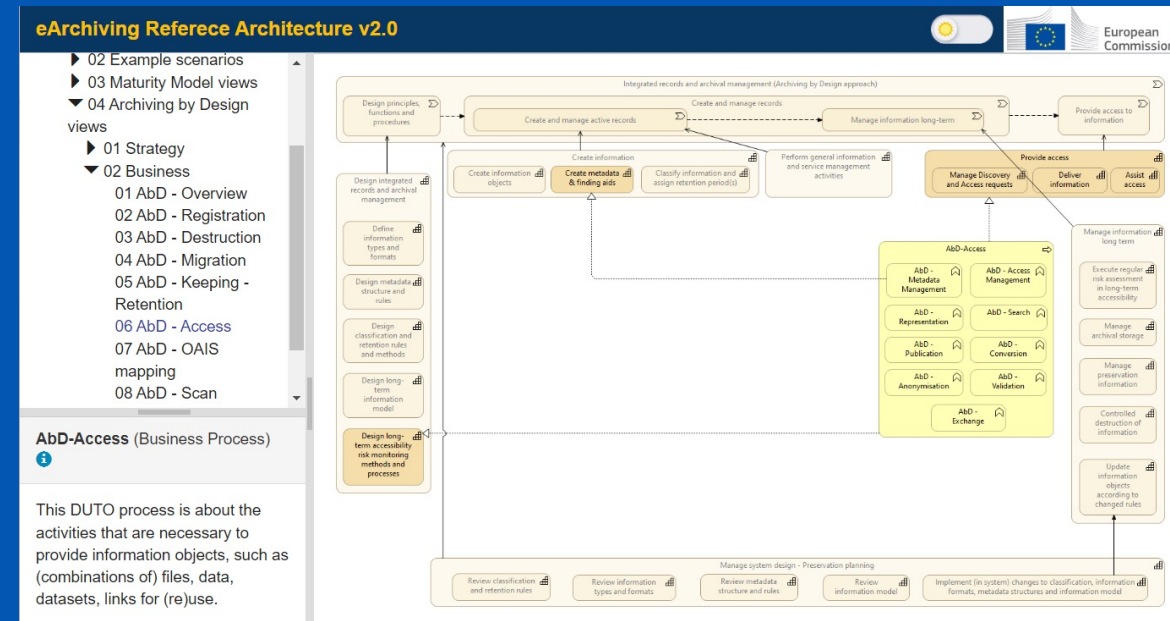 eArchiving Referece Architecture v2.0
European
Commission
02 Example scenarios
03 Maturity Model views
04 Archiving by Design
views
01 Strategy
02 Business
01 AbD - Overview
02 AbD - Registration
03 AbD - Destruction
04 AbD - Migration
05 AbD - Keeping -
Retention
06 AbD - Access
07 AbD - OAIS
mapping
08 AbD - Scan
AbD-Access (Business Process)
This DUTO process is about the
activities that are necessary to
provide information objects, such as
(combinations of) files, data,
datasets, links for (re)use.
Integrated records and archival management (Archiving by Design approach)
Design principles,
functions and
procedures
Create and manage records
Create and manage active records
Manage information long-term
Provide access to
information
Create information
Create information
objects
Create metadata
& finding aids
Classify information and
assign retention period(s)
Perform general information
and service management
activities
Provide access
Manage Discovery
and Access requests
Deliver
information
Assist
access
Design integrated
records and archival
management
Define
information
types and
formats
Design metadata
structure and
rules
Design
classification and
retention rules
and methods
Design long-
term
information
model
Design long-
term accessibility
risk monitoring
methods and
processes
AbD-Access
AbD -
Metadata
Management
AbD - Access
Management
AbD -
Representation
AbD - Search
AbD -
Publication
AbD -
Conversion
AbD -
Anonymisation
AbD -
Validation
AbD -
Exchange
Manage information
long term
Execute regular
risk assessment
in long-term
accessibility
Manage
archival storage
Manage
preservation
information
Controlled
destruction of
information
Update
information
objects
according to
changed rules
Manage system design - Preservation planning
Review classification
and retention rules
Review information
types and formats
Review metadata
structure and rules
Review
information model
Implement (in system) changes to classification, information
formats, metadata structures and information model